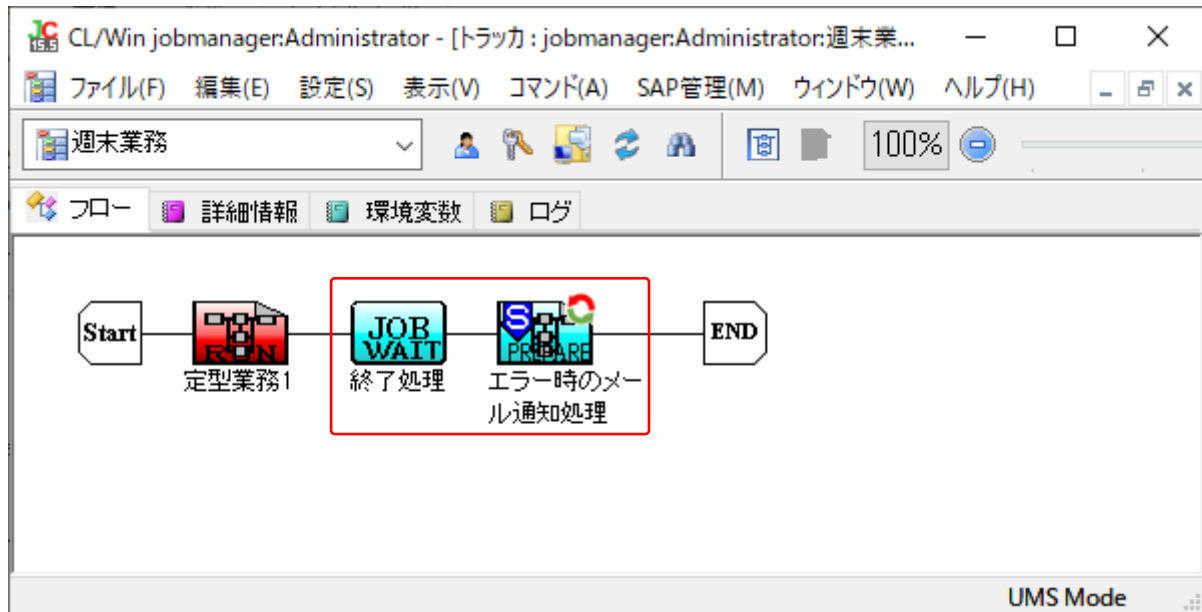 JC 15.5 CL/Win jobmanager:Administrator - [トラッカ : jobmanager:Administrator:週末業...
ファイル(F) 編集(E) 設定(S) 表示(V) コマンド(A) SAP管理(M) ウィンドウ(W) ヘルプ(H)
週末業務 100%
フロー 詳細情報 環境変数 ログ
Start RUN JOB WAIT S PREPARE END
定型業務1 終了処理 エラー時のメー
ル通知処理
UMS Mode